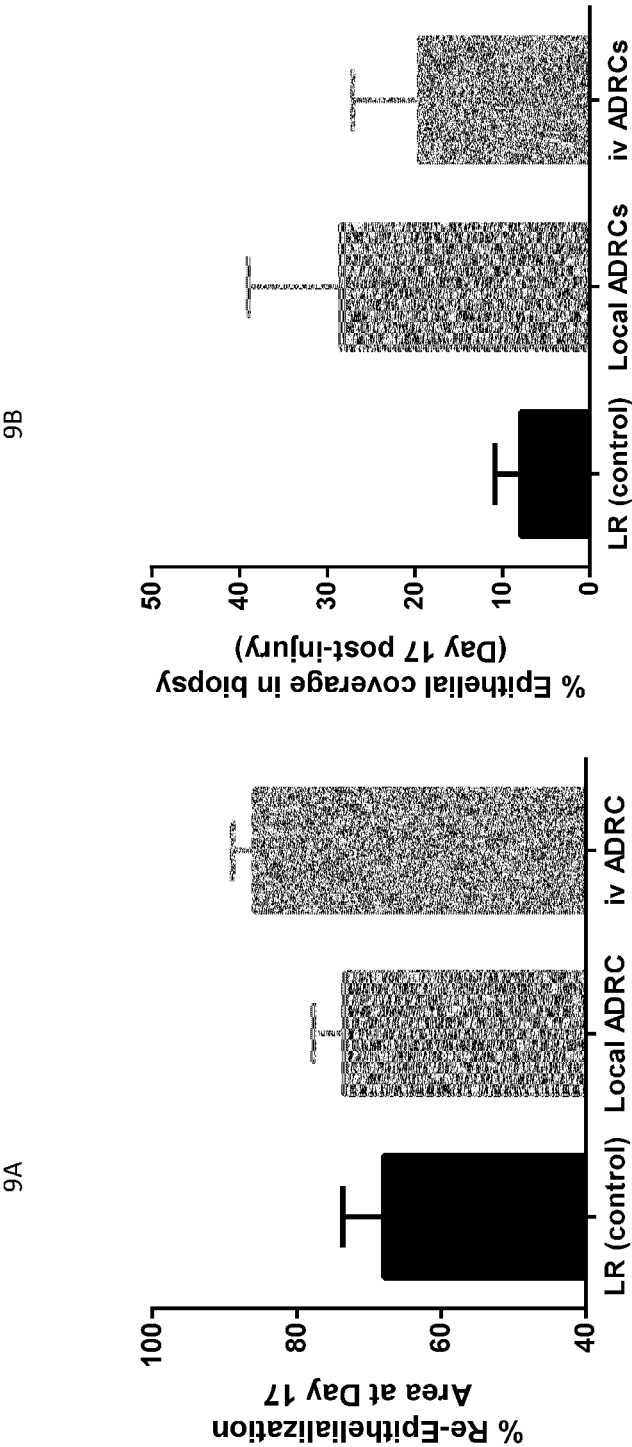 9A
% Re-Epithelialization
Area at Day 17
100
80
60
40
LR (control)
Local ADRC
iv ADRC
9B
% Epithelial coverage in biopsy
(Day 17 post-injury)
50
40
30
20
10
0
LR (control)
Local ADRCs
iv ADRCs